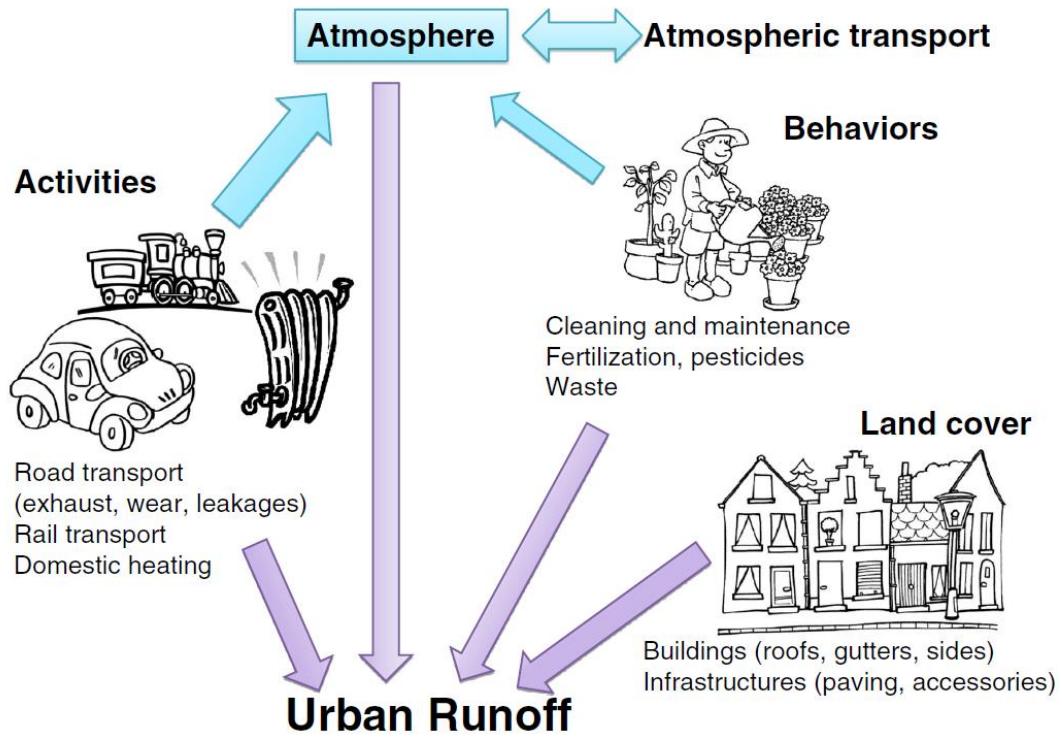 Atmosphere
Atmospheric transport
Behaviors
Activities
Cleaning and maintenance
Fertilization, pesticides
Waste
Land cover
Road transport
(exhaust, wear, leakages)
Rail transport
Domestic heating
Buildings (roofs, gutters, sides)
Infrastructures (paving, accessories)
Urban Runoff